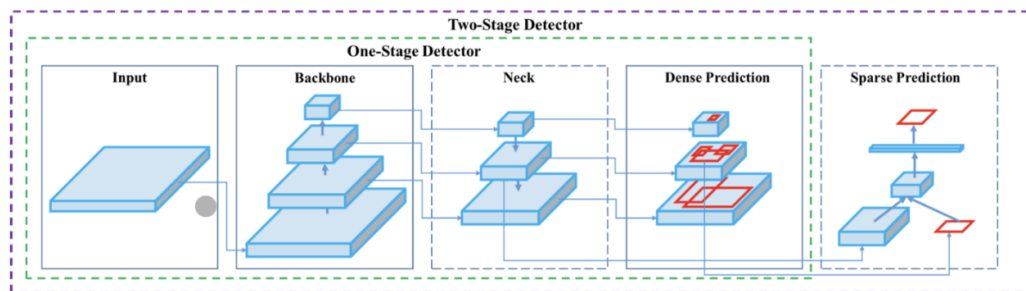 Two-Stage Detector
One-Stage Detector
Input
Backbone
Neck
Dense Prediction
Sparse Prediction